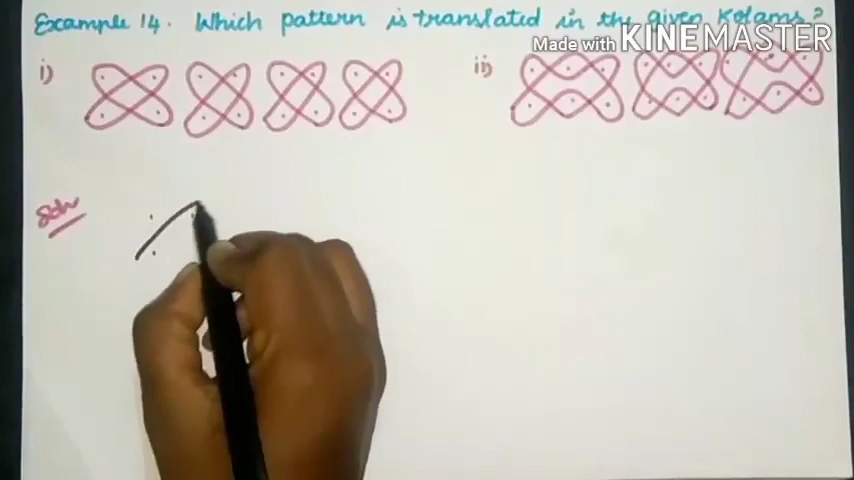 Example 14. Which pattern is translated in the given Kolams?
Made with KINEMASTER
i)
ii)
Soln